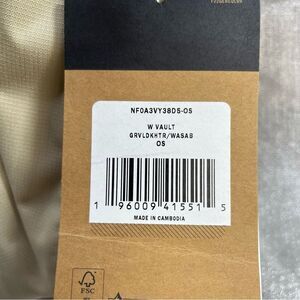 NF0A3VY38D5-OS
W VAULT
GRVLDKHTR/WASAB
OS
1 96009 41551 5
MADE IN CAMBODIA
FSC